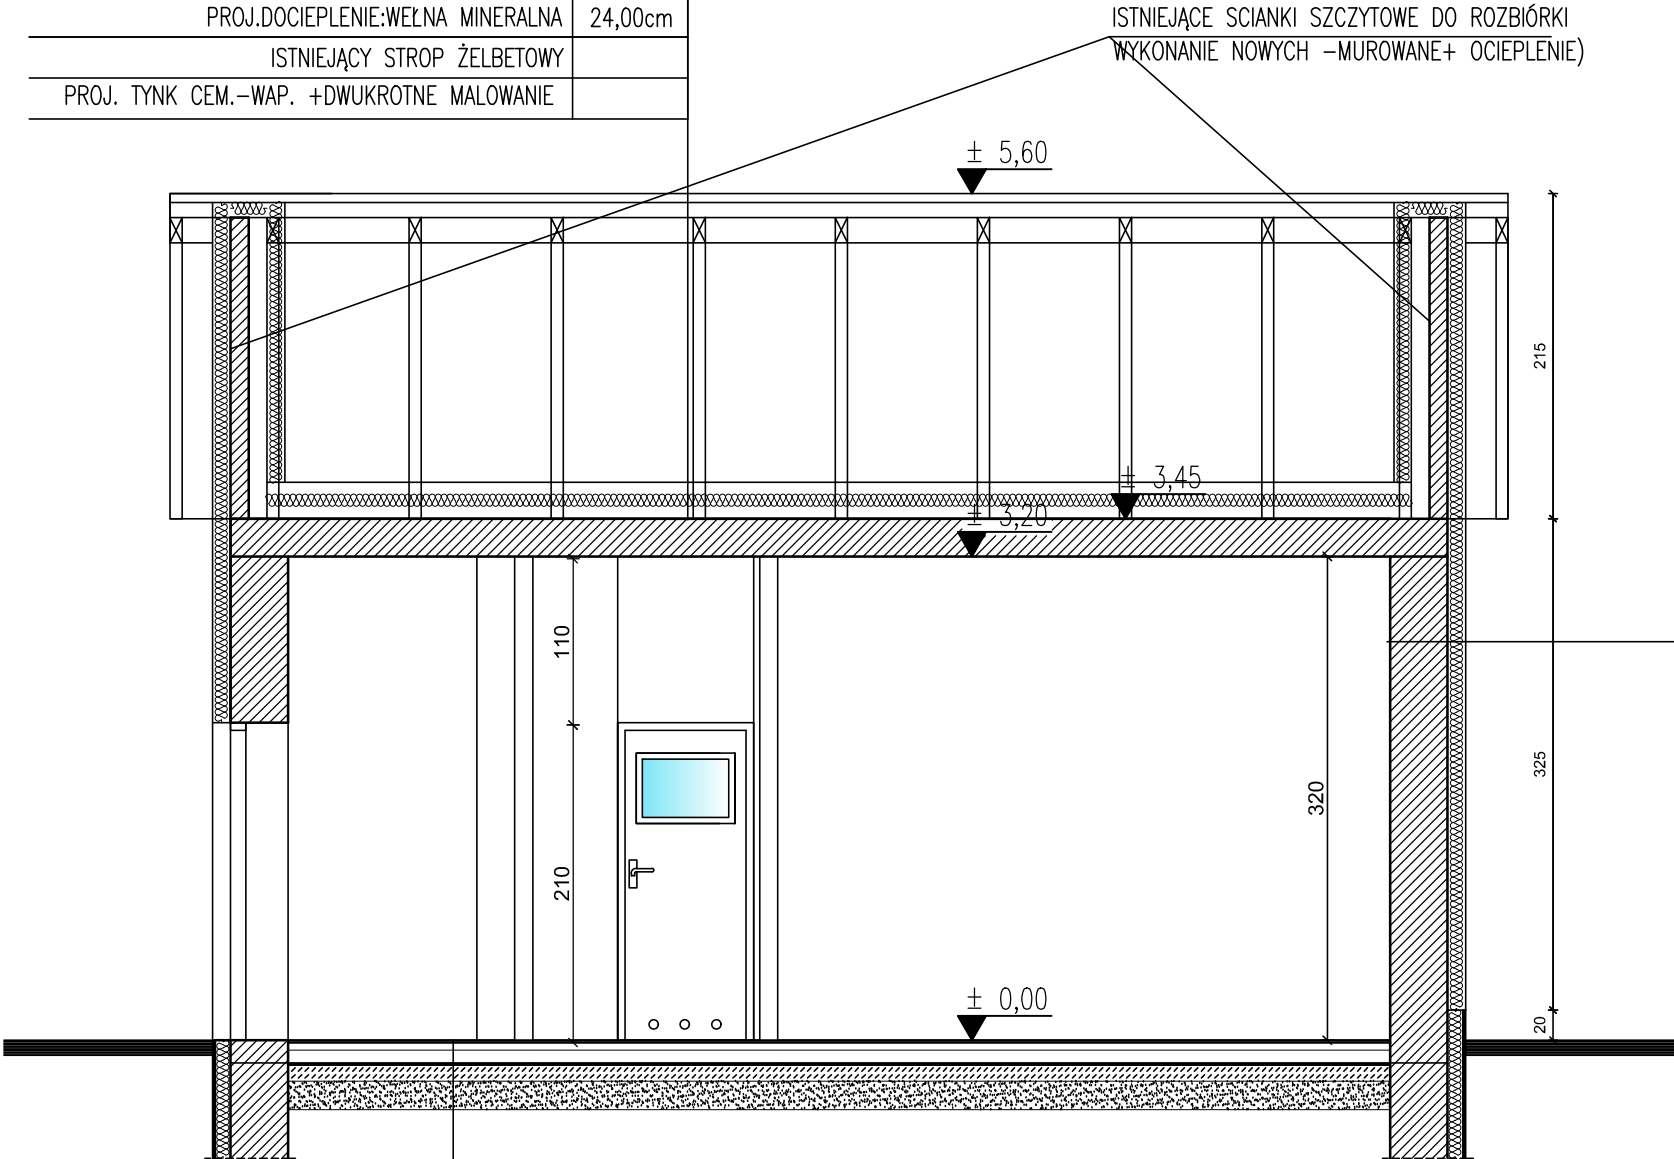 PROJ.DOCIEPLENIE:WEŁNA MINERALNA 24,00cm
ISTNIEJĄCY STROP ŻELBETOWY
PROJ. TYNK CEM.-WAP. +DWUKROTNE MALOWANIE
ISTNIEJĄCE SCIANKI SZCZYTOWE DO ROZBIÓRKI
WYKONANIE NOWYCH -MUROWANE+ OCIEPLENIE)
± 5,60
215
± 3,45
± 3,20
110
325
320
210
± 0,00
20